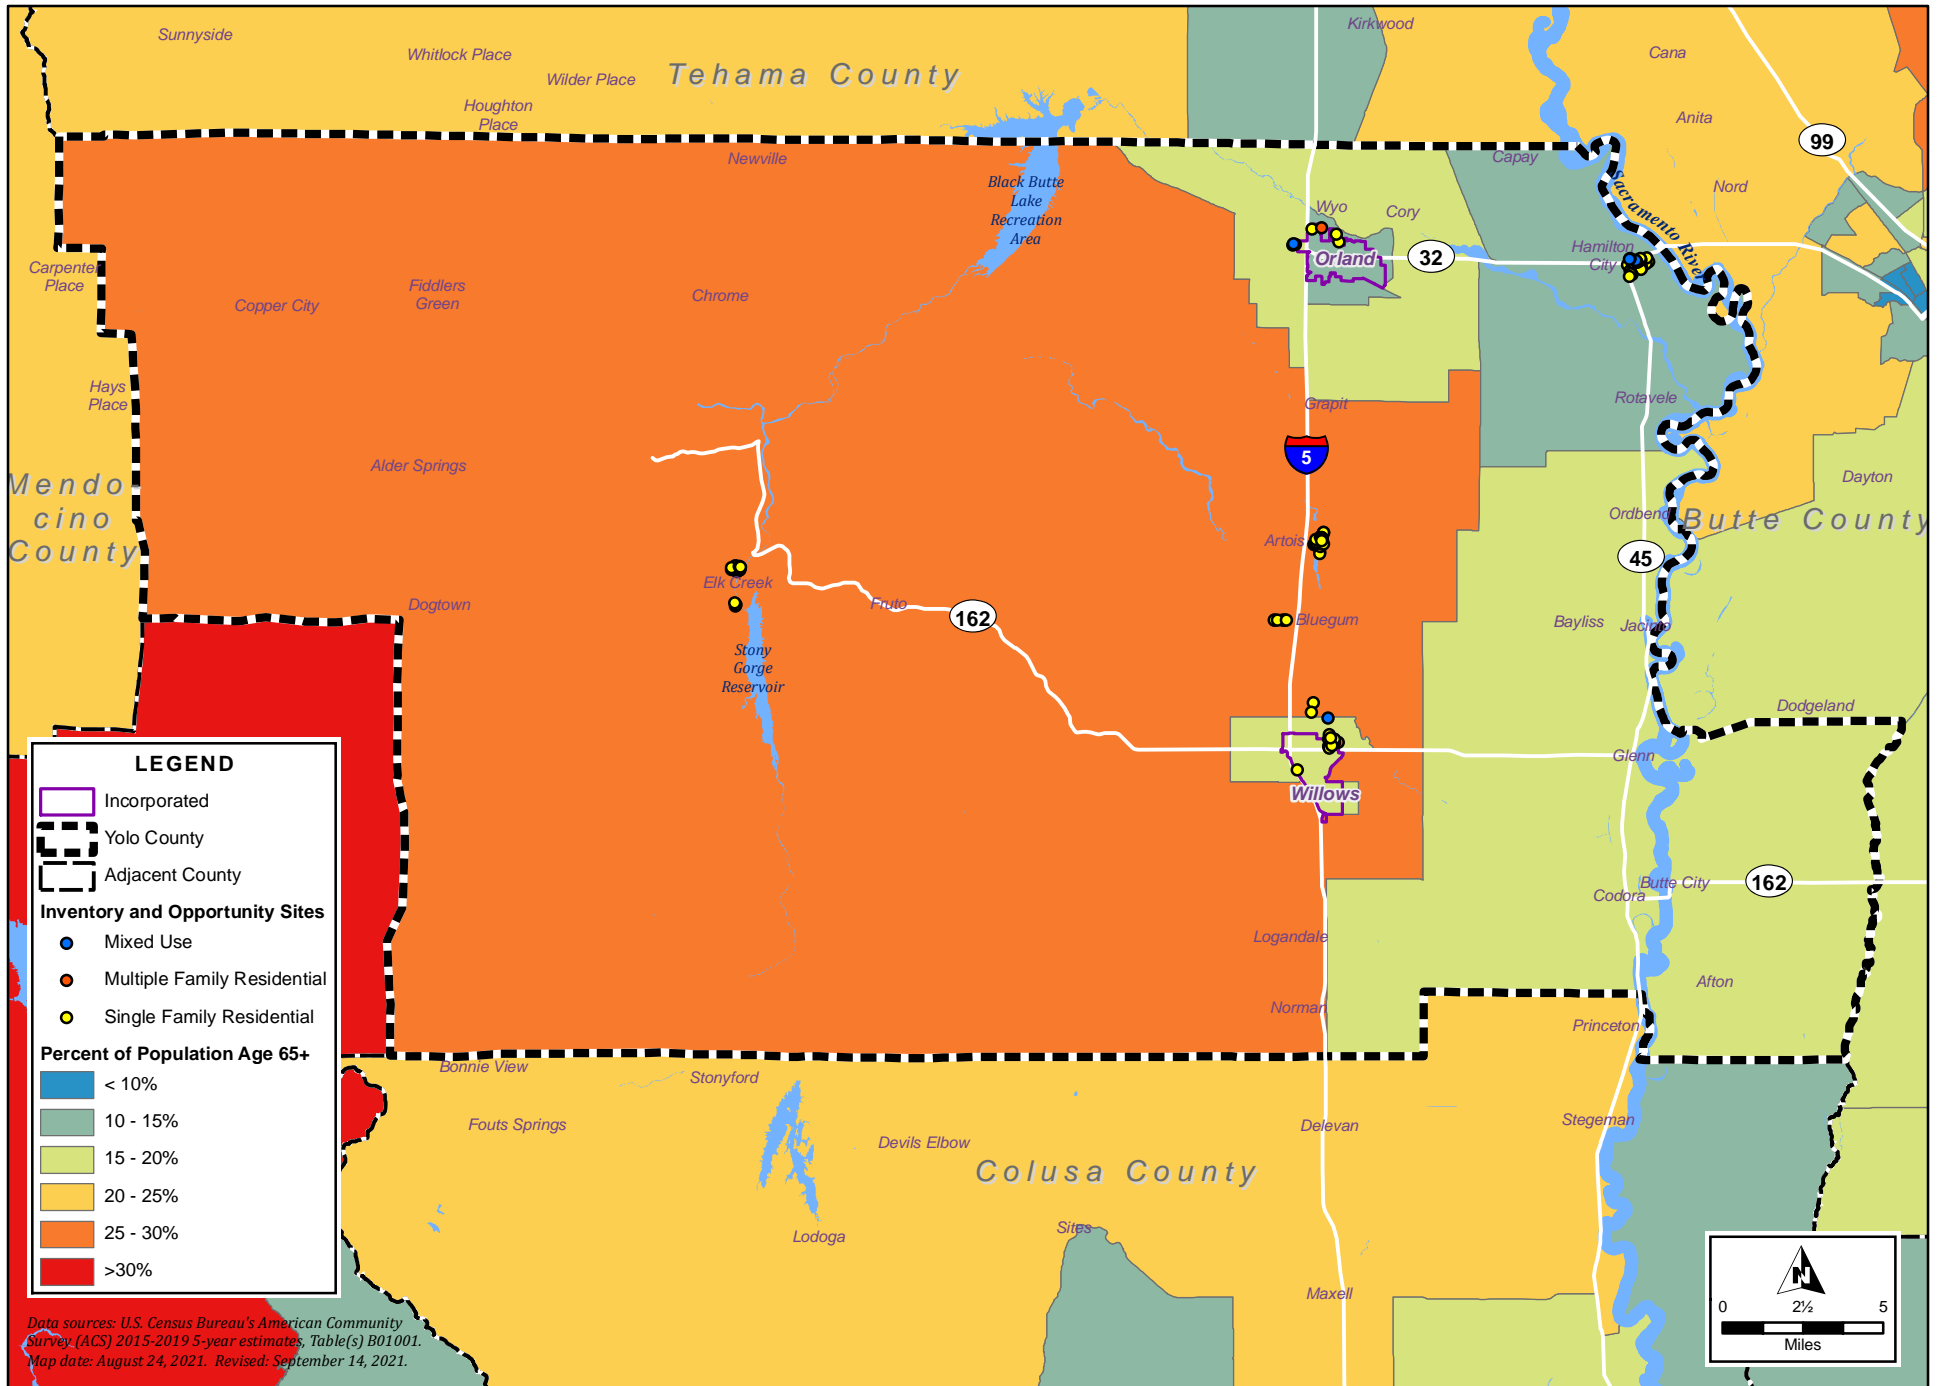 Sunnyside
Whitlock Place
Wilder Place
Houghton
Place
Tehama County
Kirkwood
Cana
Anita
99
Newville
Capay
Nord
Black Butte
Lake
Recreation
Area
Wyo
Cory
Sacramento River
Hamilton
City
Orland
32
Carpenter
Place
Copper City
Fiddlers
Green
Chrome
Hays
Place
Grapit
Rotavele
5
Alder Springs
Dayton
Mendo-
cino
County
Ordbend
Butte County
Artois
45
Elk Creek
Dogtown
Fruto
162
Bluegum
Bayliss
Jacinto
Stony
Gorge
Reservoir
Dodgeland
Glenn
Willows
Butte City
162
Codora
Logandale
Afton
Norman
Princeton
Bonnie View
Stonyford
Fouts Springs
Devils Elbow
Delevan
Stegeman
Colusa County
Lodoga
Sites
Maxell
LEGEND
Incorporated
Yolo County
Adjacent County
Inventory and Opportunity Sites
Mixed Use
Multiple Family Residential
Single Family Residential
Percent of Population Age 65+
< 10%
10 - 15%
15 - 20%
20 - 25%
25 - 30%
>30%
Data sources: U.S. Census Bureau's American Community
Survey (ACS) 2015-2019 5-year estimates, Table(s) B01001.
Map date: August 24, 2021. Revised: September 14, 2021.
N
0 2½ 5
Miles